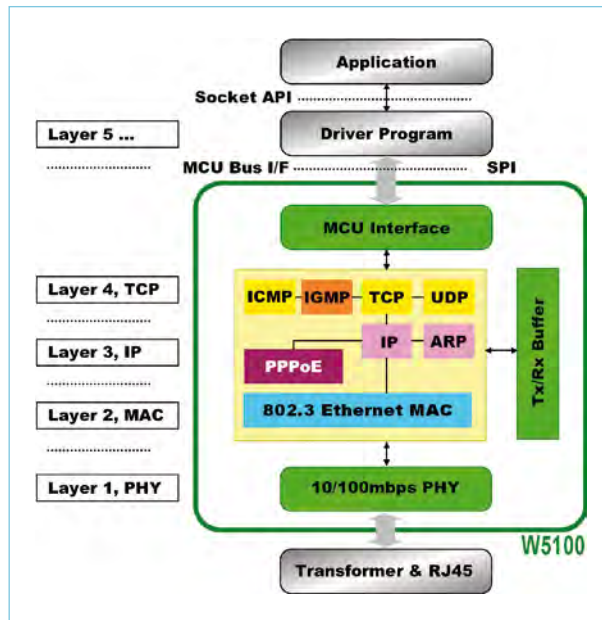 Application
Socket API
Layer 5 ...
Driver Program
MCU Bus I/F
SPI
MCU Interface
Layer 4, TCP
ICMP
IGMP
TCP
UDP
Layer 3, IP
IP
ARP
PPPoE
Tx/Rx Buffer
Layer 2, MAC
802.3 Ethernet MAC
Layer 1, PHY
10/100mbps PHY
W5100
Transformer & RJ45